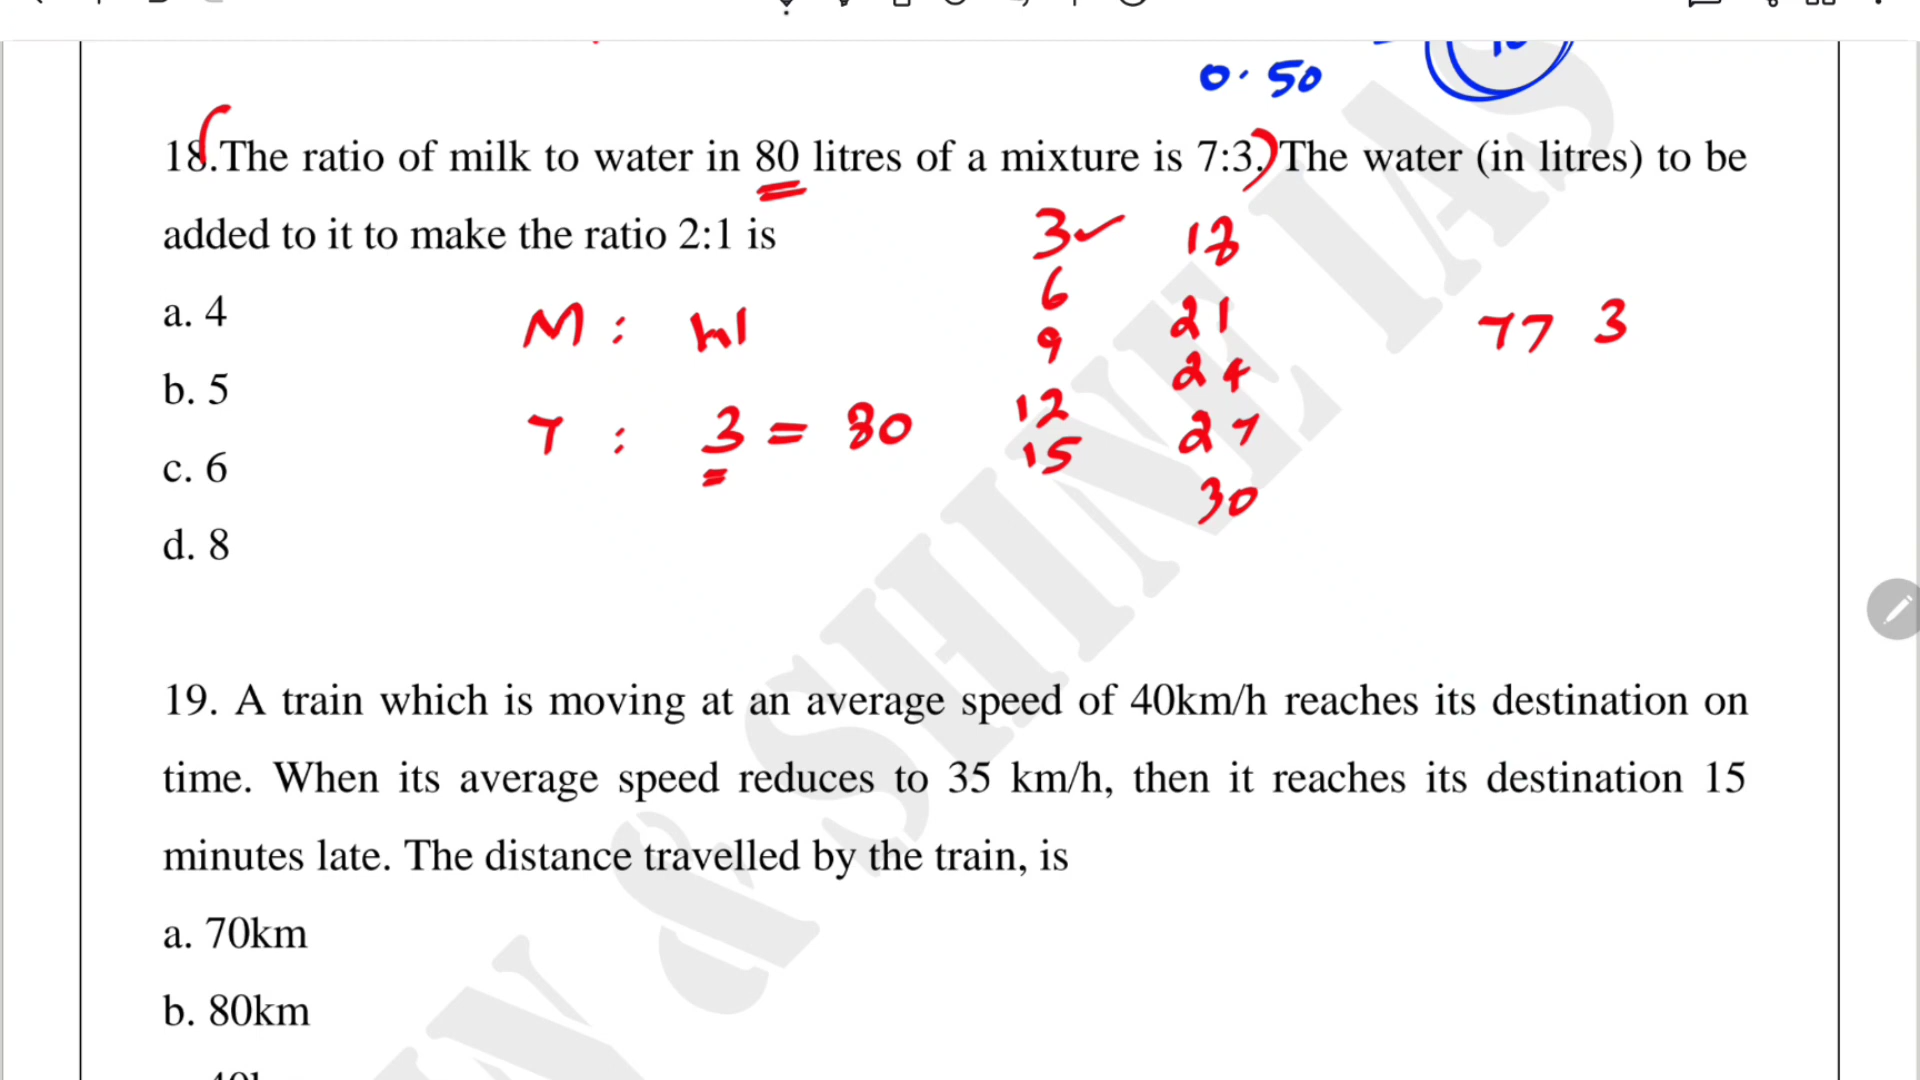 0.50
18.The ratio of milk to water in 80 litres of a mixture is 7:3. The water (in litres) to be
added to it to make the ratio 2:1 is
a. 4
b. 5
c. 6
d. 8
M :
7 : 3 = 80
3
6
9
12
15
18
21
24
27
30
77 3
19. A train which is moving at an average speed of 40km/h reaches its destination on
time. When its average speed reduces to 35 km/h, then it reaches its destination 15
minutes late. The distance travelled by the train, is
a. 70km
b. 80km
& SHINE IAS